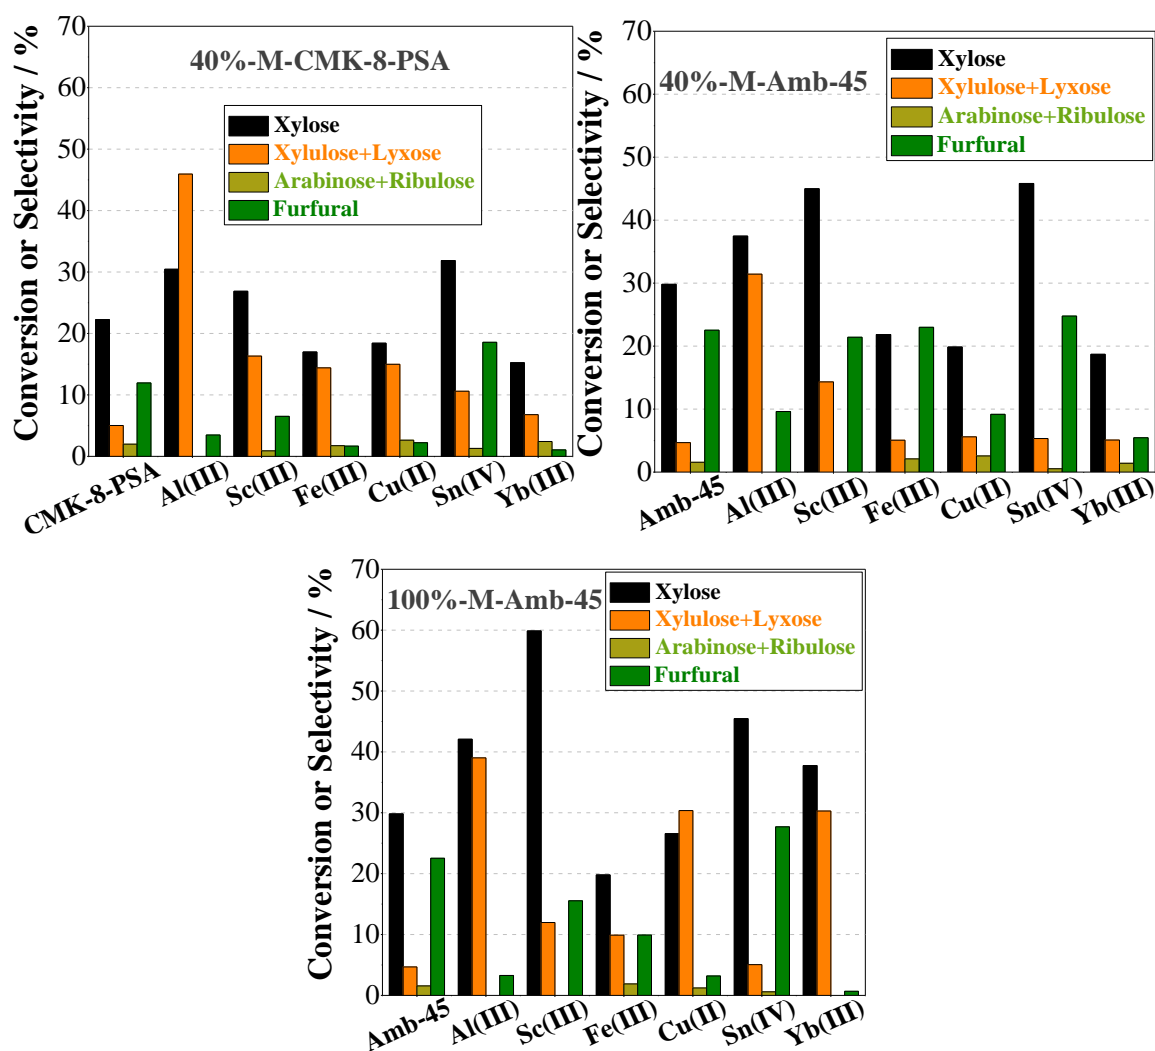 Conversion or Selectivity / %
70
60
50
40
30
20
10
0
40%-M-CMK-8-PSA
Xylose
Xylulose+Lyxose
Arabinose+Ribulose
Furfural
CMK-8-PSA
Al(III)
Sc(III)
Fe(III)
Cu(II)
Sn(IV)
Yb(III)
Conversion or Selectivity / %
70
60
50
40
30
20
10
0
40%-M-Amb-45
Xylose
Xylulose+Lyxose
Arabinose+Ribulose
Furfural
Amb-45
Al(III)
Sc(III)
Fe(III)
Cu(II)
Sn(IV)
Yb(III)
Conversion or Selectivity / %
70
60
50
40
30
20
10
0
100%-M-Amb-45
Xylose
Xylulose+Lyxose
Arabinose+Ribulose
Furfural
Amb-45
Al(III)
Sc(III)
Fe(III)
Cu(II)
Sn(IV)
Yb(III)